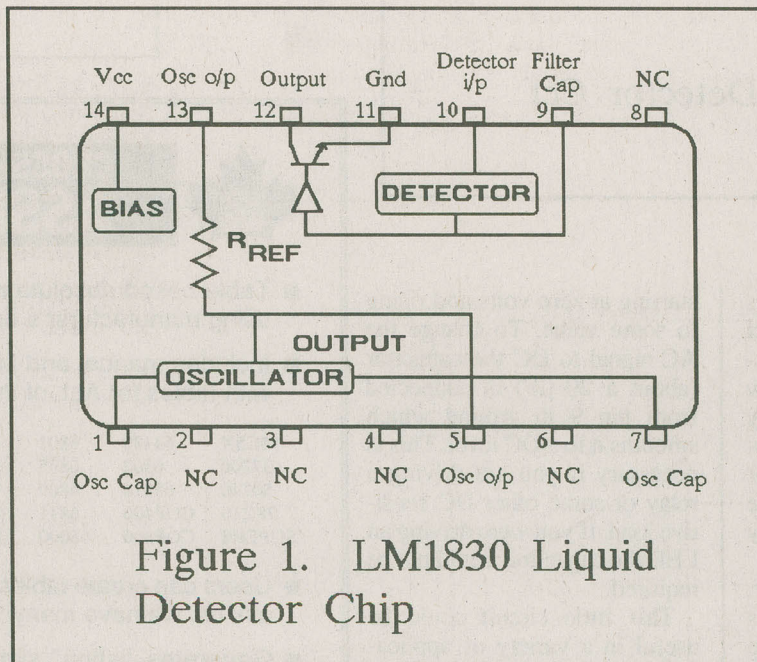 Detector C
Vcc Osc o/p Output Gnd Detector i/p Filter Cap NC
14 13 12 11 10 9 8
BIAS
DETECTOR
RREF
OUTPUT
OSCILLATOR
1 2 3 4 5 6 7
Osc Cap NC NC NC Osc o/p NC Osc Cap
Figure 1. LM1830 Liquid
Detector Chip